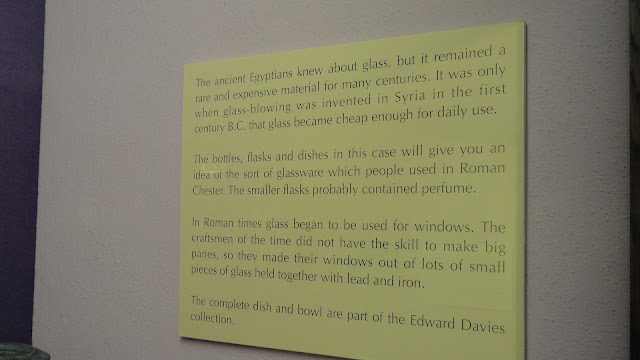 The ancient Egyptians knew about glass, but it remained a
rare and expensive material for many centuries. It was only
when glass-blowing was invented in Syria in the first
century B.C. that glass became cheap enough for daily use.
The bottles, flasks and dishes in this case will give you an
idea of the sort of glassware which people used in Roman
Chester. The smaller flasks probably contained perfume.
In Roman times glass began to be used for windows. The
craftsmen of the time did not have the skill to make big
panes, so they made their windows out of lots of small
pieces of glass held together with lead and iron.
The complete dish and bowl are part of the Edward Davies
collection.